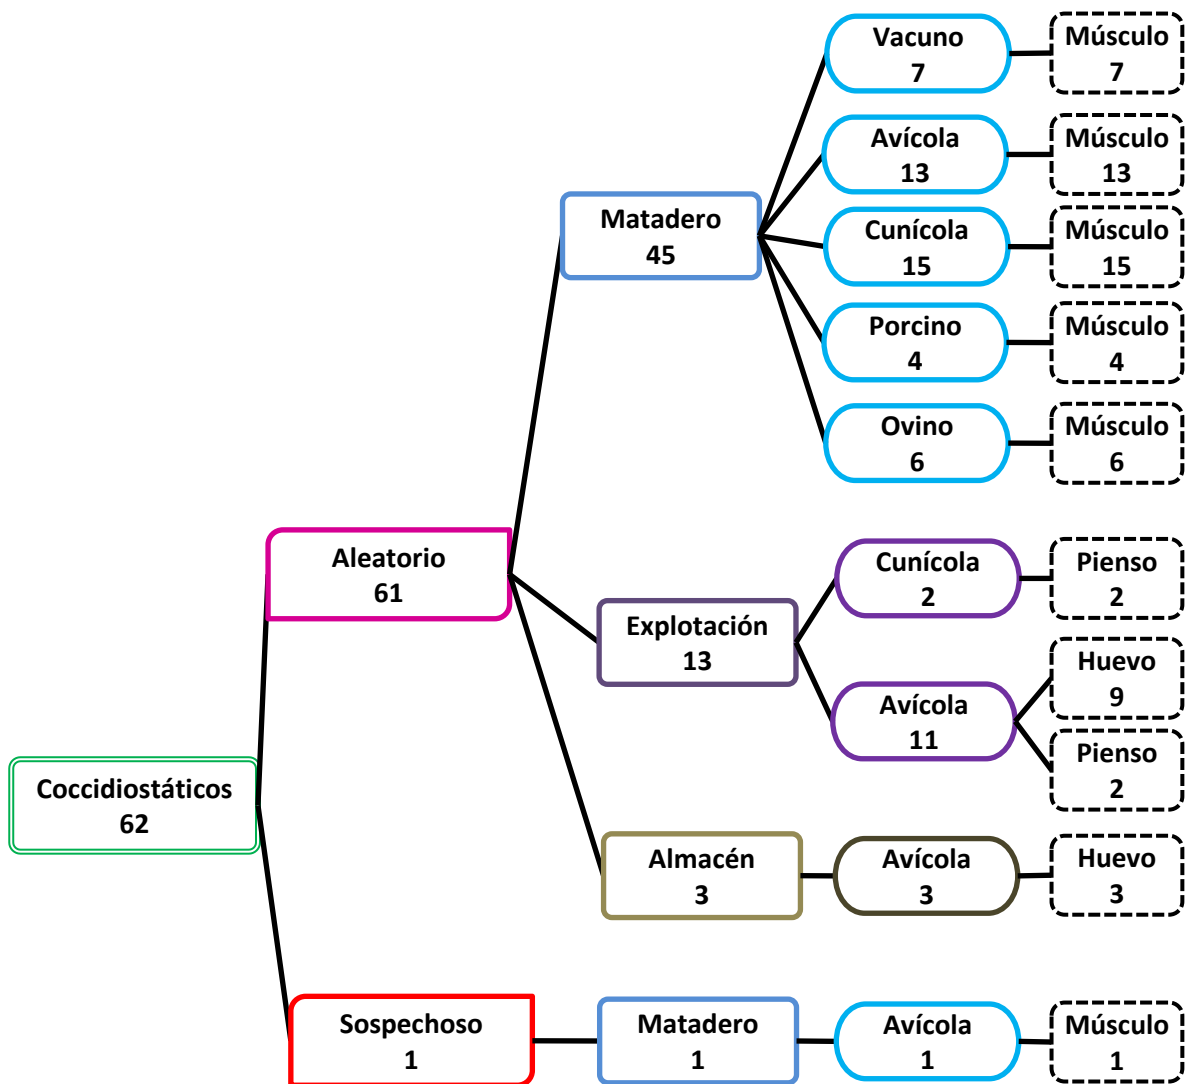 Vacuno
7
Músculo
7
Avícola
13
Músculo
13
Matadero
45
Cunícola
15
Músculo
15
Porcino
4
Músculo
4
Ovino
6
Músculo
6
Aleatorio
61
Cunícola
2
Pienso
2
Explotación
13
Huevo
9
Avícola
11
Pienso
2
Coccidiostáticos
62
Almacén
3
Avícola
3
Huevo
3
Sospechoso
1
Matadero
1
Avícola
1
Músculo
1